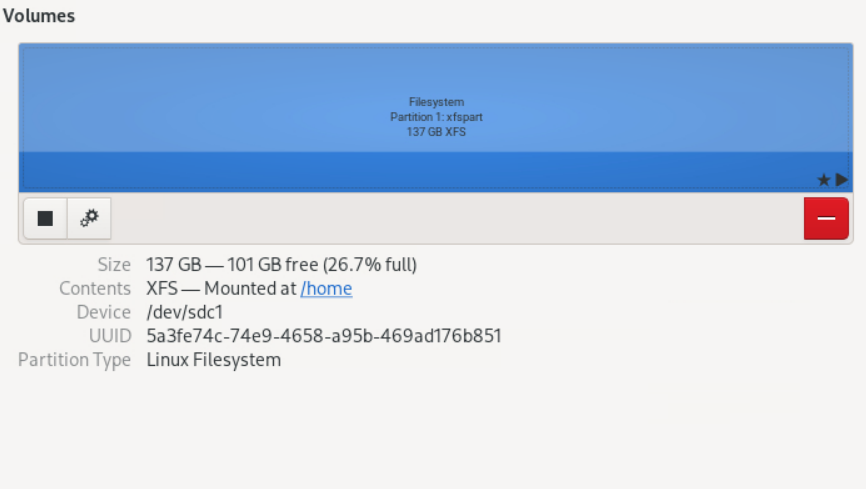 Volumes
Filesystem
Partition 1: xfspart
137 GB XFS
Size 137 GB — 101 GB free (26.7% full)
Contents XFS — Mounted at /home
Device /dev/sdc1
UUID 5a3fe74c-74e9-4658-a95b-469ad176b851
Partition Type Linux Filesystem